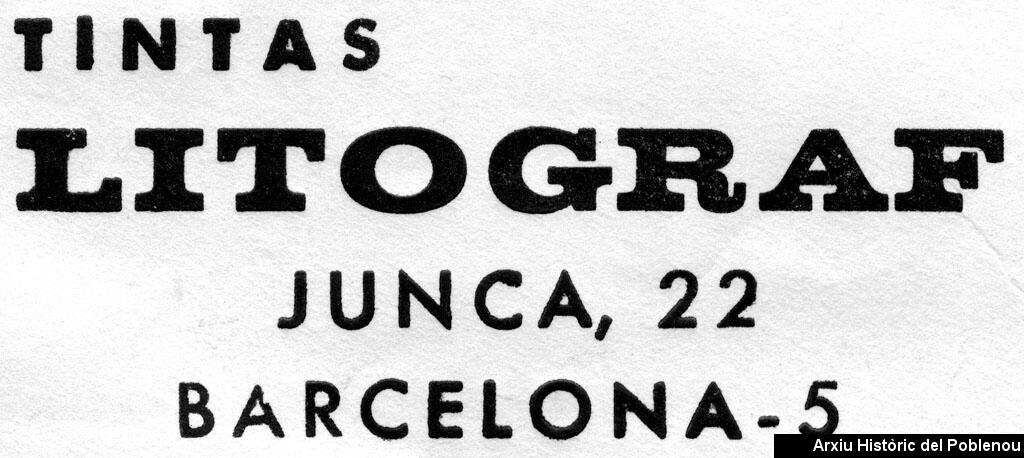 TINTAS
LITOGRAF
JUNCA, 22
BARCELONA-5
Arxiu Històric del Poblenou